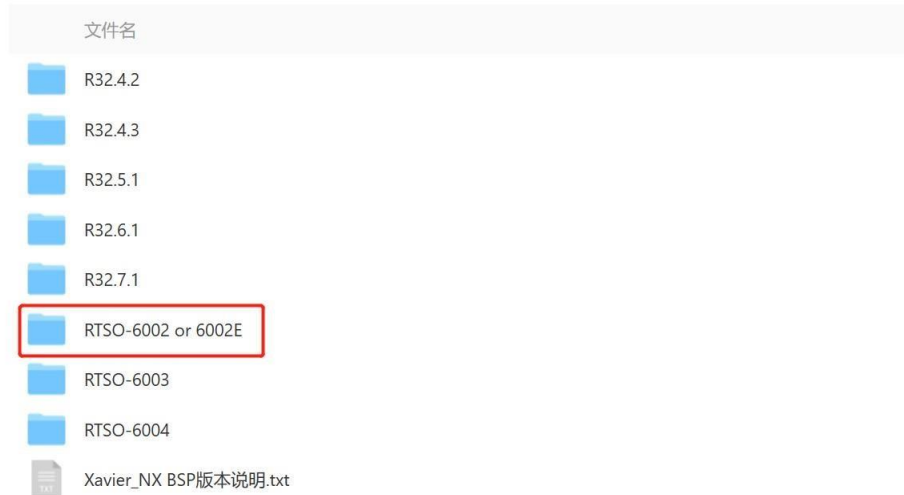 文件名
R32.4.2
R32.4.3
R32.5.1
R32.6.1
R32.7.1
RTSO-6002 or 6002E
RTSO-6003
RTSO-6004
TXT
Xavier_NX BSP版本说明.txt